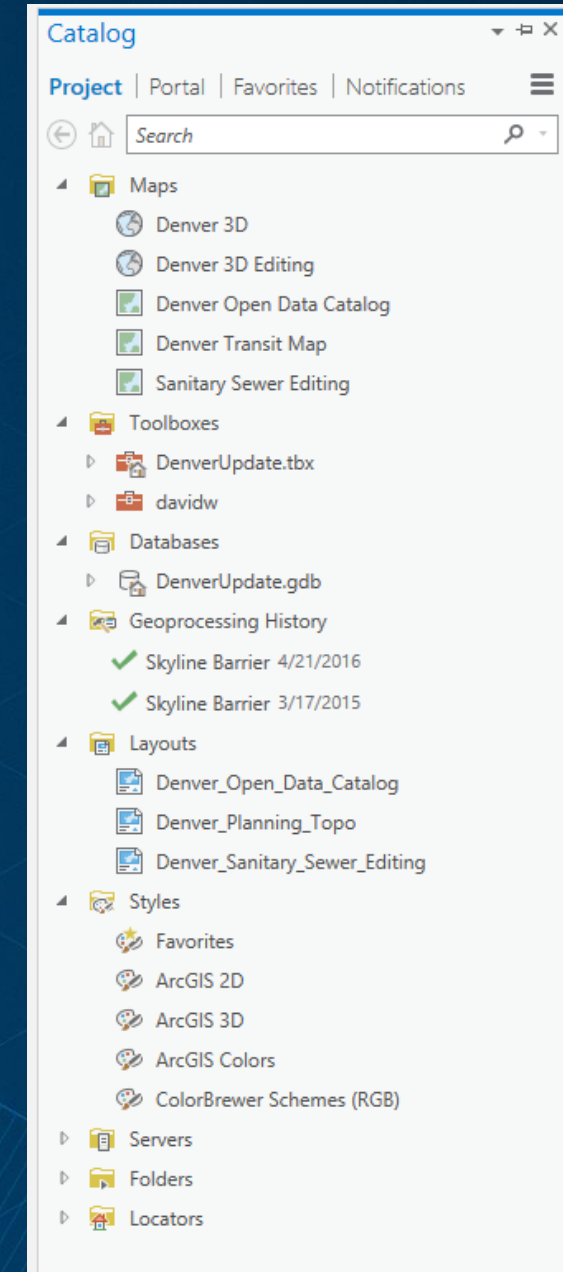 Catalog
Project | Portal | Favorites | Notifications
Search
Maps
Denver 3D
Denver 3D Editing
Denver Open Data Catalog
Denver Transit Map
Sanitary Sewer Editing
Toolboxes
DenverUpdate.tbx
davidw
Databases
DenverUpdate.gdb
Geoprocessing History
Skyline Barrier 4/21/2016
Skyline Barrier 3/17/2015
Layouts
Denver_Open_Data_Catalog
Denver_Planning_Topo
Denver_Sanitary_Sewer_Editing
Styles
Favorites
ArcGIS 2D
ArcGIS 3D
ArcGIS Colors
ColorBrewer Schemes (RGB)
Servers
Folders
Locators